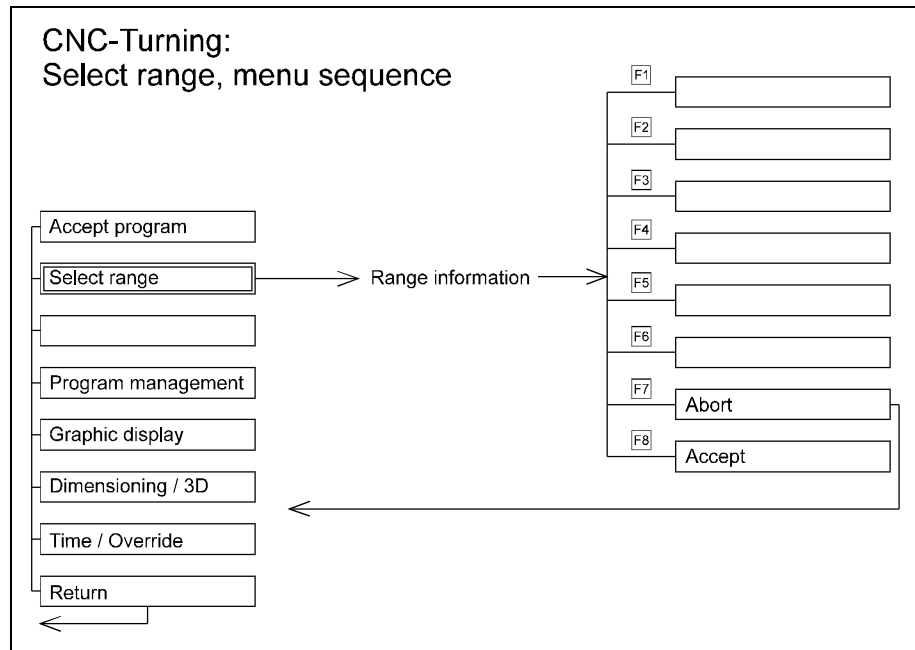 CNC-Turning:
Select range, menu sequence
F1
F2
F3
F4
F5
F6
F7
Abort
F8
Accept
Accept program
Select range
Range information
Program management
Graphic display
Dimensioning / 3D
Time / Override
Return